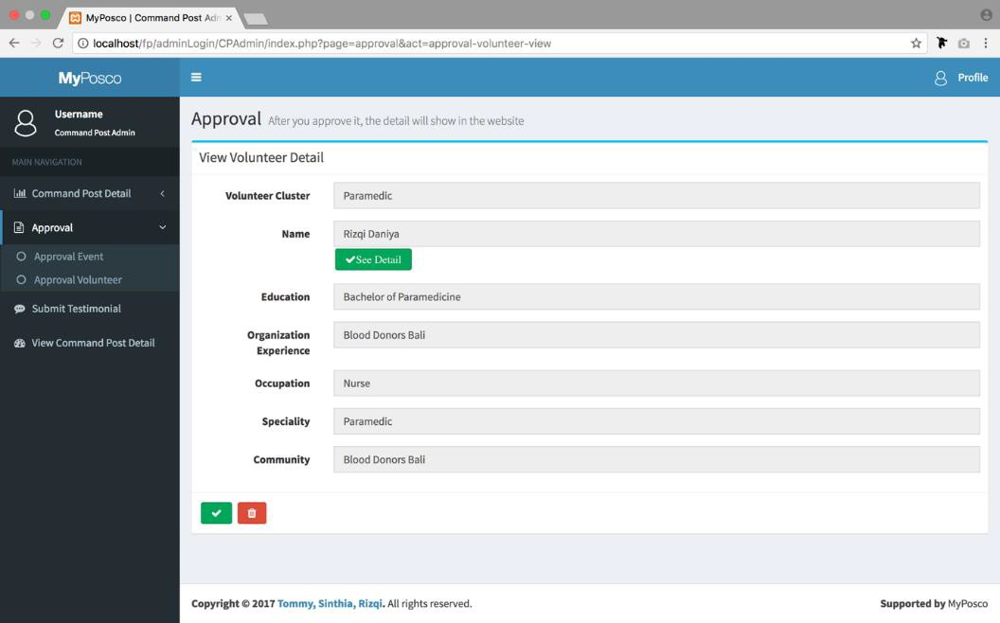 MyPosco | Command Post Adm
localhost/fp/adminLogin/CPAdmin/index.php?page=approval&act=approval-volunteer-view
MyPosco
Profile
Username
Command Post Admin
MAIN NAVIGATION
Command Post Detail
Approval
Approval Event
Approval Volunteer
Submit Testimonial
View Command Post Detail
Approval After you approve it, the detail will show in the website
View Volunteer Detail
Volunteer Cluster Paramedic
Name Rizqi Daniya
See Detail
Education Bachelor of Paramedicine
Organization Blood Donors Bali
Experience
Occupation Nurse
Speciality Paramedic
Community Blood Donors Bali
Copyright © 2017 Tommy, Sinthia, Rizqi. All rights reserved.
Supported by MyPosco